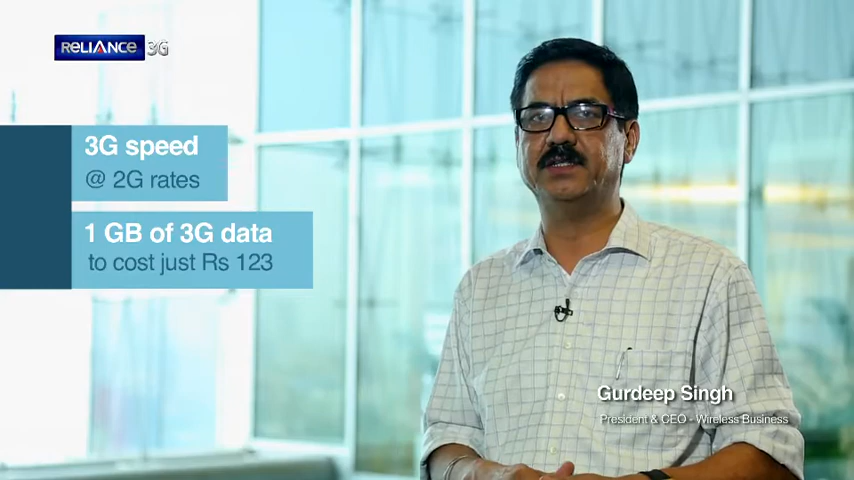 RELIANCE 3G
3G speed
@ 2G rates
1 GB of 3G data
to cost just Rs 123
Gurdeep Singh
President & CEO - Wireless Business